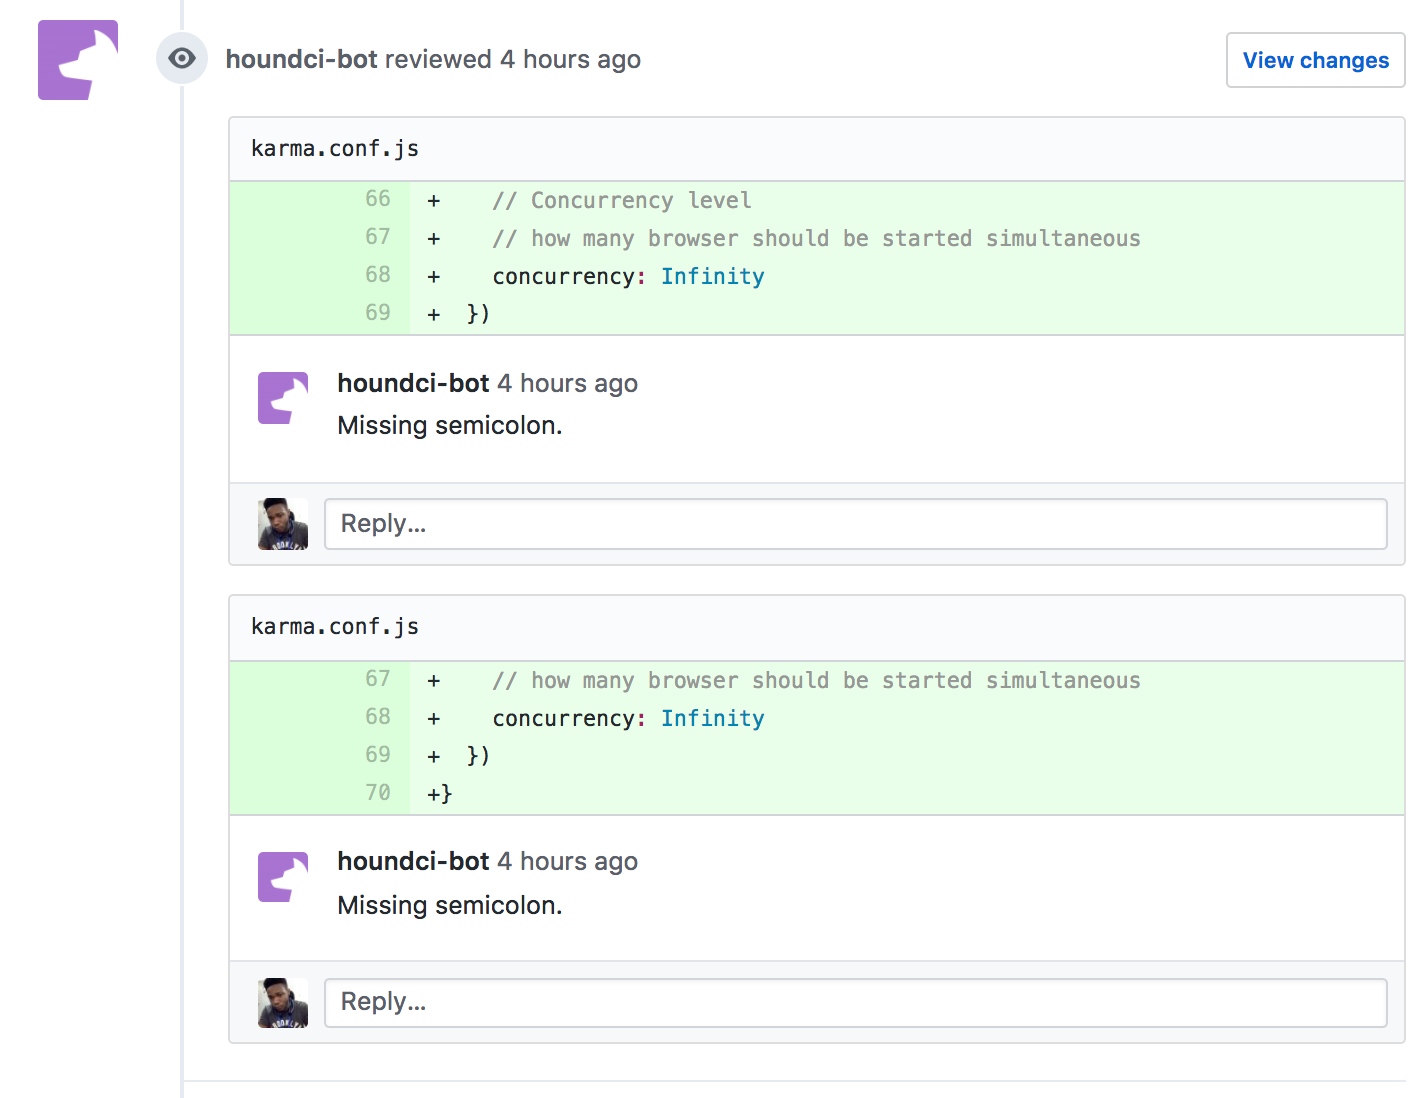 houndci-bot reviewed 4 hours ago
View changes
karma.conf.js
66 + // Concurrency level
67 + // how many browser should be started simultaneous
68 + concurrency: Infinity
69 + })
houndci-bot 4 hours ago
Missing semicolon.
Reply...
karma.conf.js
67 + // how many browser should be started simultaneous
68 + concurrency: Infinity
69 + })
70 +}
houndci-bot 4 hours ago
Missing semicolon.
Reply...